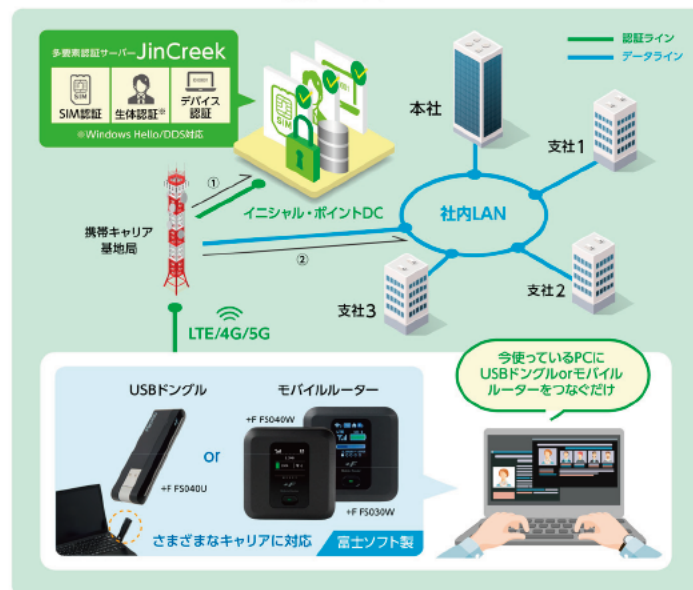 多要素認証サーバー JinCreek
SIM認証
生体認証※
デバイス
認証
※Windows Hello/DDS対応
SIM
認証ライン
データライン
本社
支社1
社内LAN
支社2
支社3
①
イニシャル・ポイントDC
携帯キャリア
基地局
②
LTE/4G/5G
USBドングル
or
モバイルルーター
+F FS040W
+F FS040U
+F FS030W
さまざまなキャリアに対応
富士ソフト製
今使っているPCに
USBドングルorモバイル
ルーターをつなぐだけ